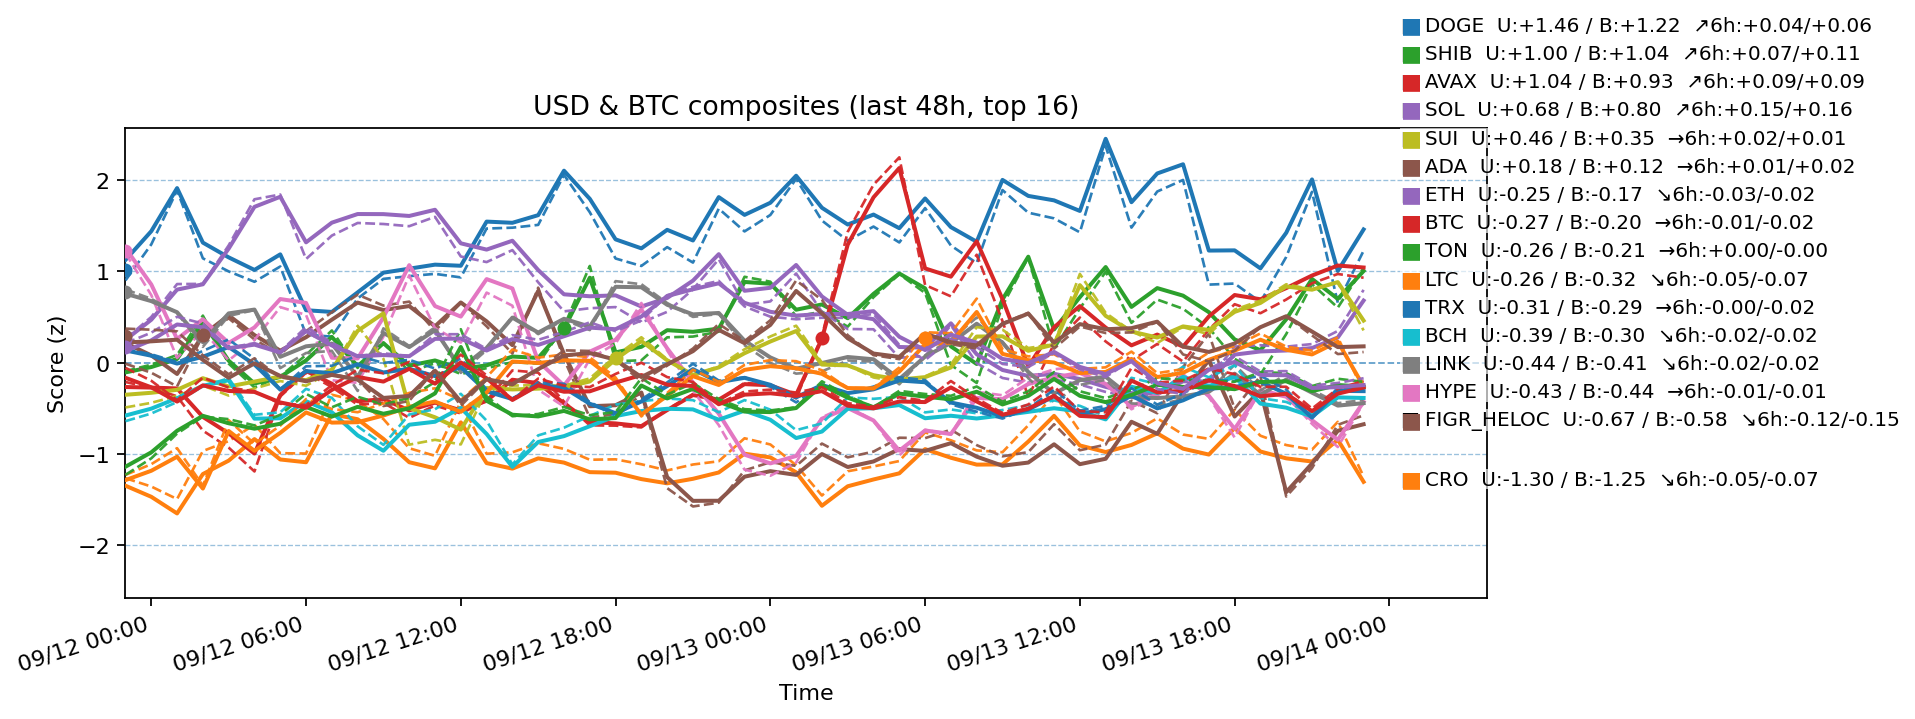 DOGE  U:+1.46 / B:+1.22  ↗6h:+0.04/+0.06
SHIB  U:+1.00 / B:+1.04  ↗6h:+0.07/+0.11
AVAX  U:+1.04 / B:+0.93  ↗6h:+0.09/+0.09
SOL  U:+0.68 / B:+0.80  ↗6h:+0.15/+0.16
SUI  U:+0.46 / B:+0.35  →6h:+0.02/+0.01
ADA  U:+0.18 / B:+0.12  →6h:+0.01/+0.02
ETH  U:-0.25 / B:-0.17  ↘6h:-0.03/-0.02
BTC  U:-0.27 / B:-0.20  →6h:-0.01/-0.02
TON  U:-0.26 / B:-0.21  →6h:+0.00/-0.00
LTC  U:-0.26 / B:-0.32  ↘6h:-0.05/-0.07
TRX  U:-0.31 / B:-0.29  →6h:-0.00/-0.02
BCH  U:-0.39 / B:-0.30  ↘6h:-0.02/-0.02
LINK  U:-0.44 / B:-0.41  ↘6h:-0.02/-0.02
HYPE  U:-0.43 / B:-0.44  →6h:-0.01/-0.01
FIGR_HELOC  U:-0.67 / B:-0.58  ↘6h:-0.12/-0.15
CRO  U:-1.30 / B:-1.25  ↘6h:-0.05/-0.07
USD & BTC composites (last 48h, top 16)
Score (z)
2
1
0
−1
−2
09/12 00:00
09/12 06:00
09/12 12:00
09/12 18:00
09/13 00:00
09/13 06:00
09/13 12:00
09/13 18:00
09/14 00:00
Time